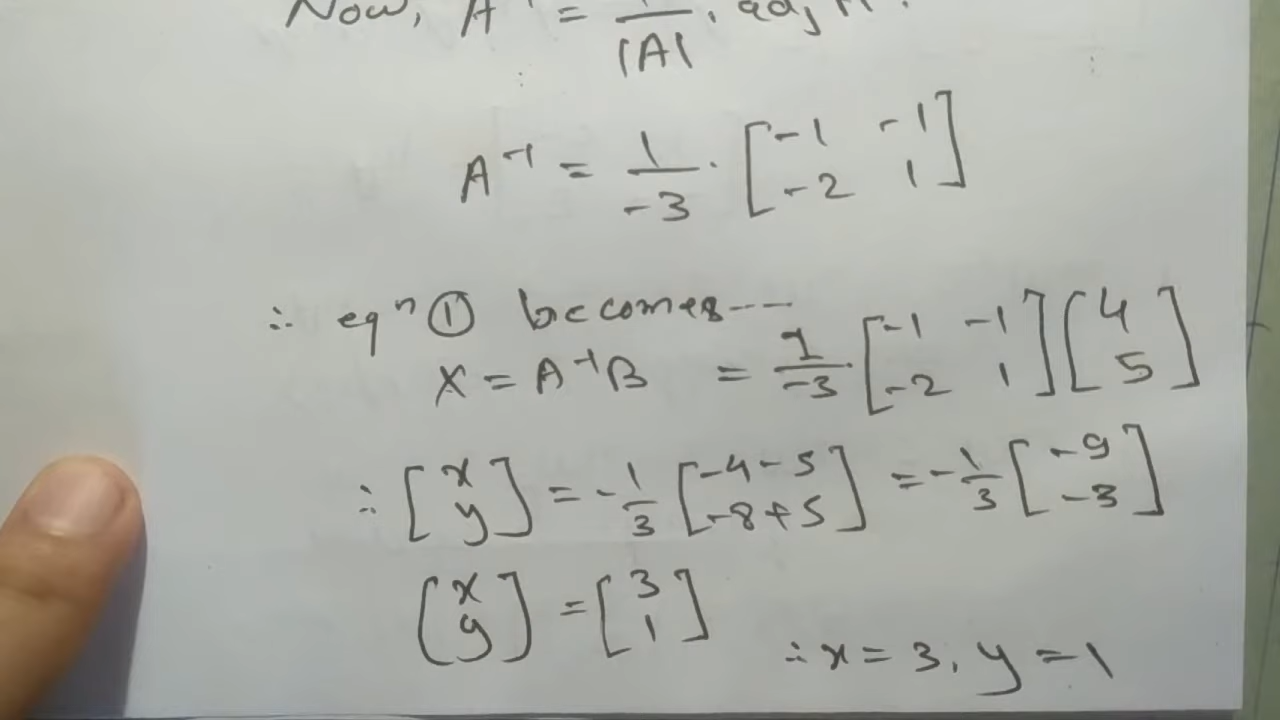 Now, A⁻¹ = 1/|A| . adj A .
A⁻¹ = 1/-3 . [-1 -1; -2 1]
∴ eqⁿ ① becomes---
X = A⁻¹B = 1/-3 . [-1 -1; -2 1] [4; 5]
∴ [x; y] = -1/3 [-4-5; -8+5] = -1/3 [-9; -3]
[x; y] = [3; 1]
∴ x = 3, y = 1